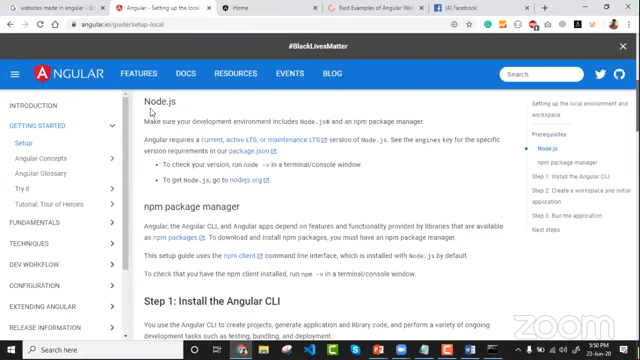 websites made in angular - Go
Angular - Setting up the local
irfome
Best Examples of Angular We
(4) Facebook
angular.io/guide/setup-local
#BlackLivesMatter
ANGULAR
FEATURES
DOCS
RESOURCES
EVENTS
BLOG
Search
INTRODUCTION
GETTING STARTED
Setup
Angular Concepts
Angular Glossary
Try it
Tutorial: Tour of Heroes
FUNDAMENTALS
TECHNIQUES
DEV WORKFLOW
CONFIGURATION
EXTENDING ANGULAR
RELEASE INFORMATION
Node.js
Make sure your development environment includes Node.js® and an npm package manager.
Angular requires a current, active LTS, or maintenance LTS version of Node.js. See the engines key for the specific
version requirements in our package.json.
• To check your version, run node -v in a terminal/console window.
• To get Node.js, go to nodejs.org.
npm package manager
Angular, the Angular CLI, and Angular apps depend on features and functionality provided by libraries that are available
as npm packages. To download and install npm packages, you must have an npm package manager.
This setup guide uses the npm client command line interface, which is installed with Node.js by default.
To check that you have the npm client installed, run npm -v in a terminal/console window.
Step 1: Install the Angular CLI
You use the Angular CLI to create projects, generate application and library code, and perform a variety of ongoing
development tasks such as testing, bundling, and deployment.
Setting up the local environment and
workspace
Prerequisites
Node.js
npm package manager
Step 1: Install the Angular CLI
Step 2: Create a workspace and initial
application
Step 3: Run the application
Next steps
zoom
Type here to search
5:50 PM
23-Jun-20